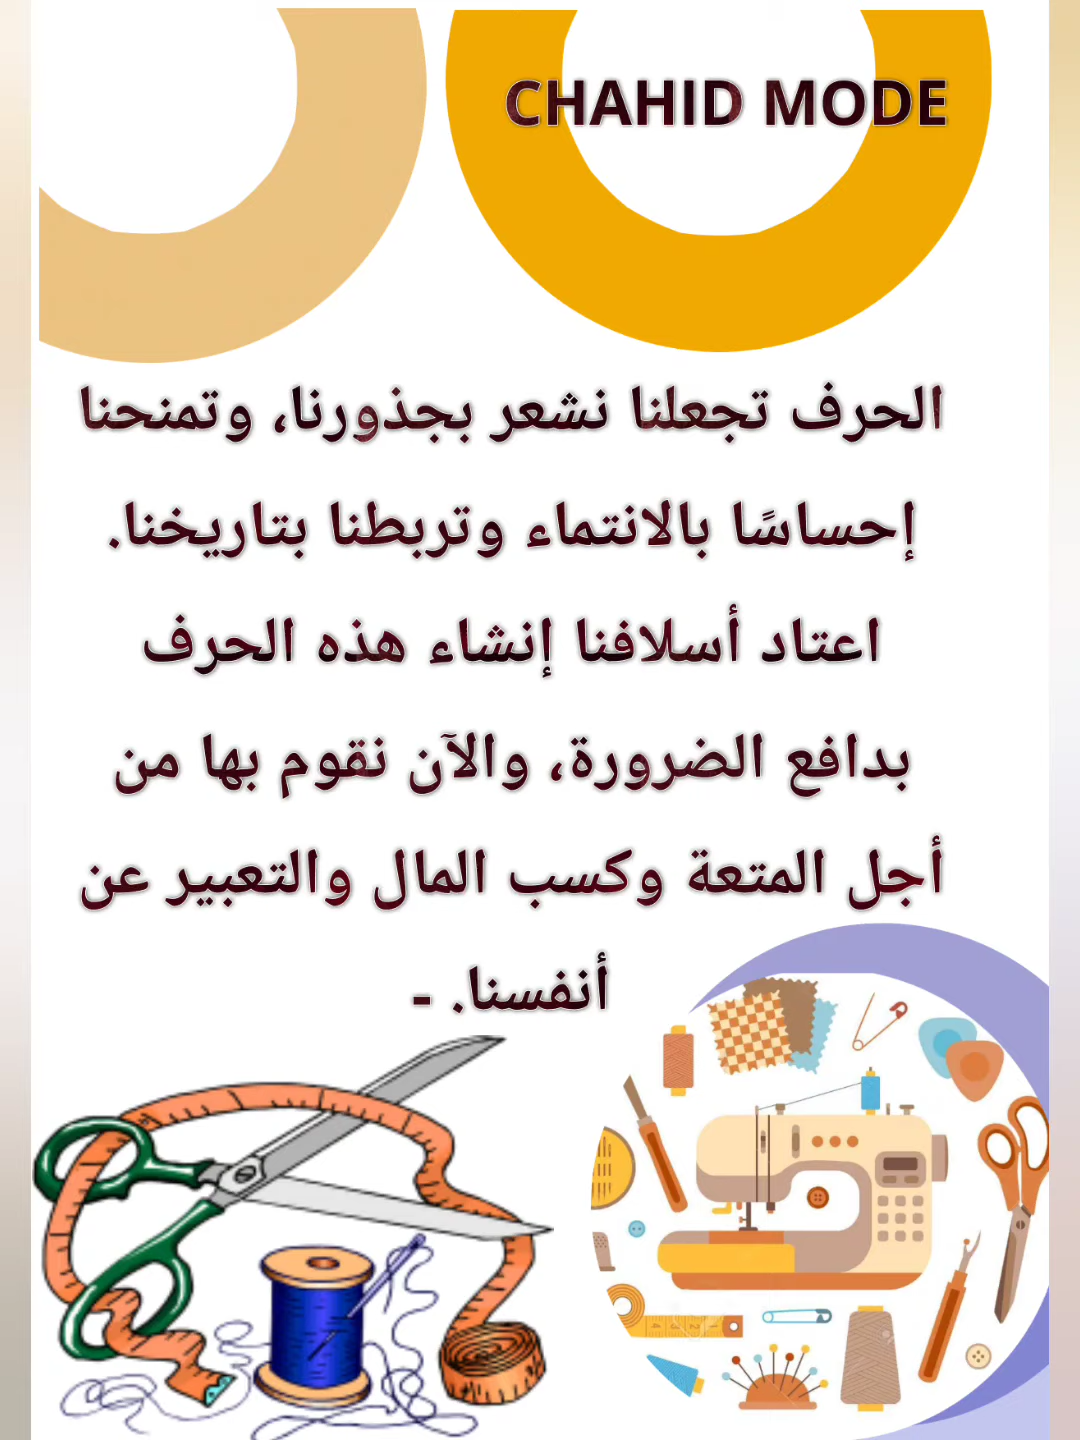 CHAHID MODE
الحرف تجعلنا نشعر بجذورنا، وتمنحنا
إحساسًا بالانتماء وتربطنا بتاريخنا.
اعتاد أسلافنا إنشاء هذه الحرف
بدافع الضرورة، والآن نقوم بها من
أجل المتعة وكسب المال والتعبير عن
أنفسنا. -